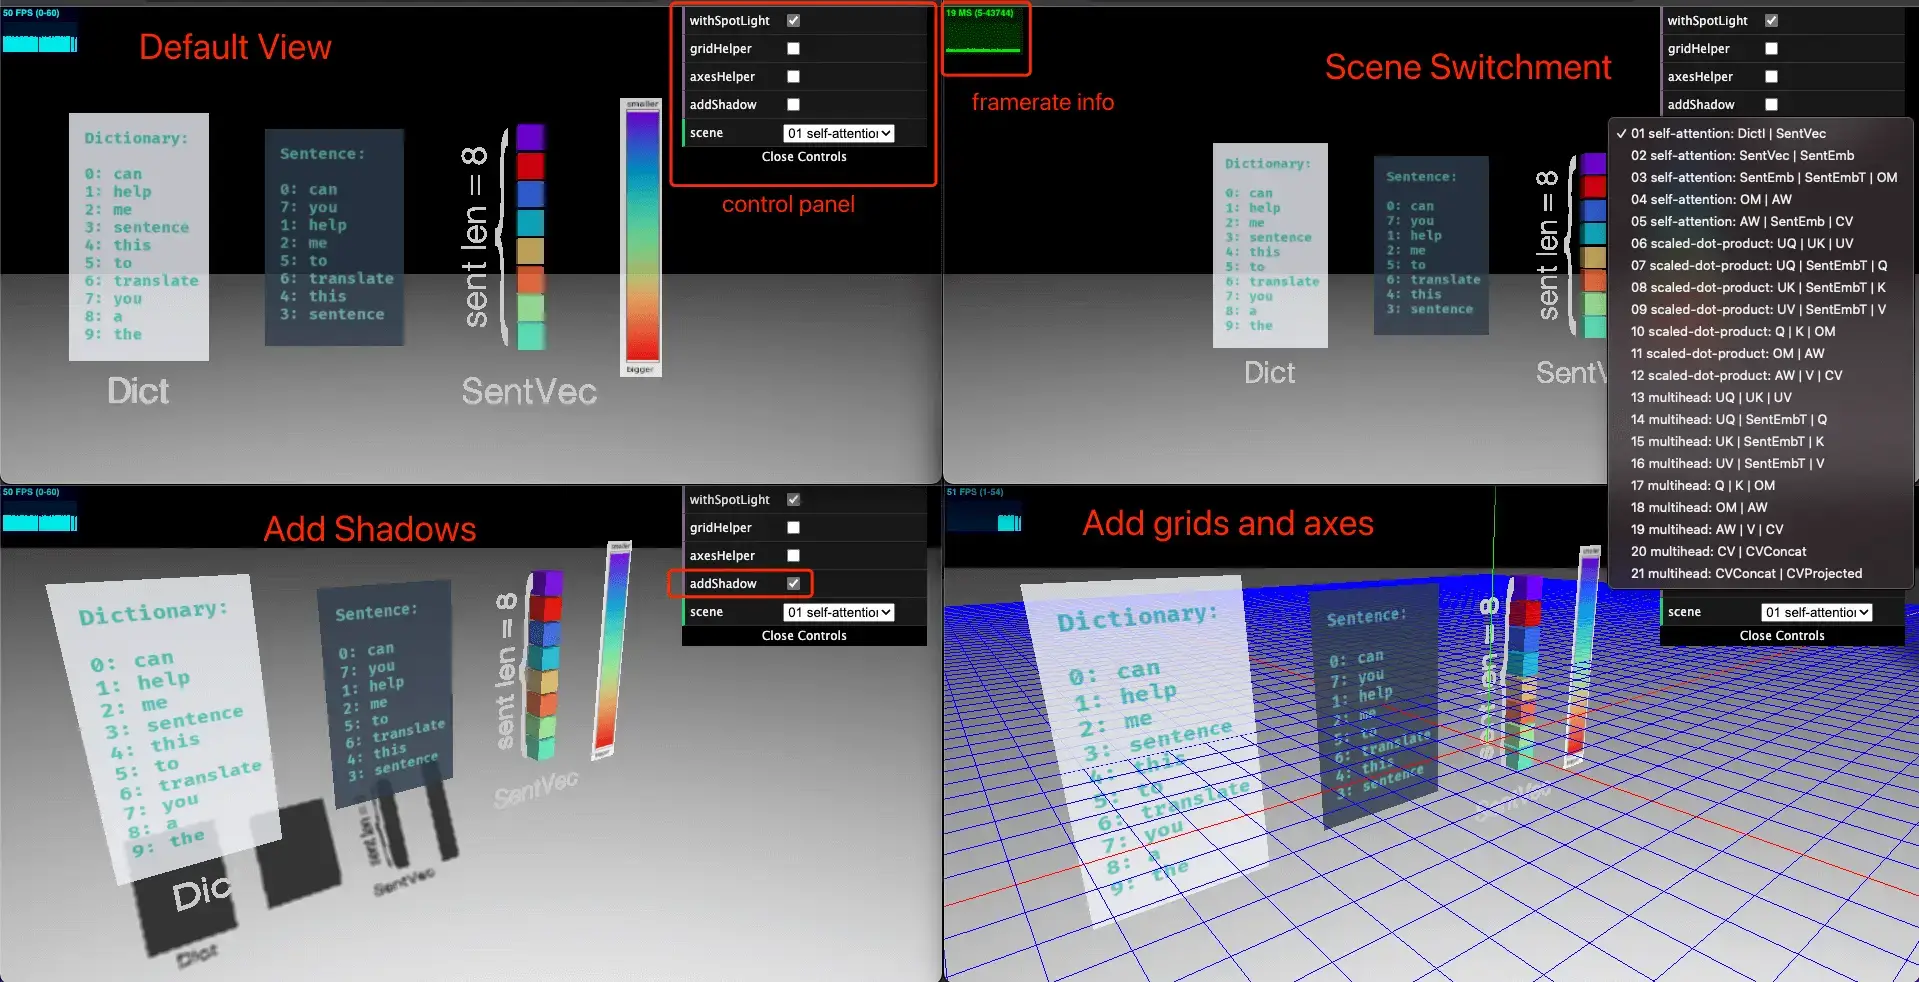 50 FPS (0-60)
Default View
withSpotLight
gridHelper
axesHelper
addShadow
scene 01 self-attention
Close Controls
control panel
Dictionary:
0: can
1: help
2: me
3: sentence
4: this
5: to
6: translate
7: you
8: a
9: the
Dict
Sentence:
0: can
7: you
1: help
2: me
5: to
6: translate
4: this
3: sentence
sent len = 8
SentVec
smaller
bigger
19 MS (5-43744)
framerate info
Scene Switchment
withSpotLight
gridHelper
axesHelper
addShadow
✓ 01 self-attention: DictI | SentVec
02 self-attention: SentVec | SentEmb
03 self-attention: SentEmb | SentEmbT | OM
04 self-attention: OM | AW
05 self-attention: AW | SentEmb | CV
06 scaled-dot-product: UQ | UK | UV
07 scaled-dot-product: UQ | SentEmbT | Q
08 scaled-dot-product: UK | SentEmbT | K
09 scaled-dot-product: UV | SentEmbT | V
10 scaled-dot-product: Q | K | OM
11 scaled-dot-product: OM | AW
12 scaled-dot-product: AW | V | CV
13 multihead: UQ | UK | UV
14 multihead: UQ | SentEmbT | Q
15 multihead: UK | SentEmbT | K
16 multihead: UV | SentEmbT | V
17 multihead: Q | K | OM
18 multihead: OM | AW
19 multihead: AW | V | CV
20 multihead: CV | CVConcat
21 multihead: CVConcat | CVProjected
Dictionary:
0: can
1: help
2: me
3: sentence
4: this
5: to
6: translate
7: you
8: a
9: the
Dict
Sentence:
0: can
7: you
1: help
2: me
5: to
6: translate
4: this
3: sentence
sent len = 8
SentV
50 FPS (0-60)
Add Shadows
withSpotLight
gridHelper
axesHelper
addShadow
scene 01 self-attention
Close Controls
Dictionary:
0: can
1: help
2: me
3: sentence
4: this
5: to
6: translate
7: you
8: a
9: the
Dic
Dict
Sentence:
0: can
7: you
1: help
2: me
5: to
6: translate
4: this
3: sentence
sent len = 8
SentVec
sent len =
SentVec
smaller
51 FPS (1-54)
Add grids and axes
scene 01 self-attention
Close Controls
Dictionary:
0: can
1: help
2: me
3: sentence
4: this
5: to
6: translate
7: you
8: a
9: the
Sentence:
0: can
7: you
1: help
2: me
5: to
6: translate
4: this
3: sentence
sent len = 8
SentVec